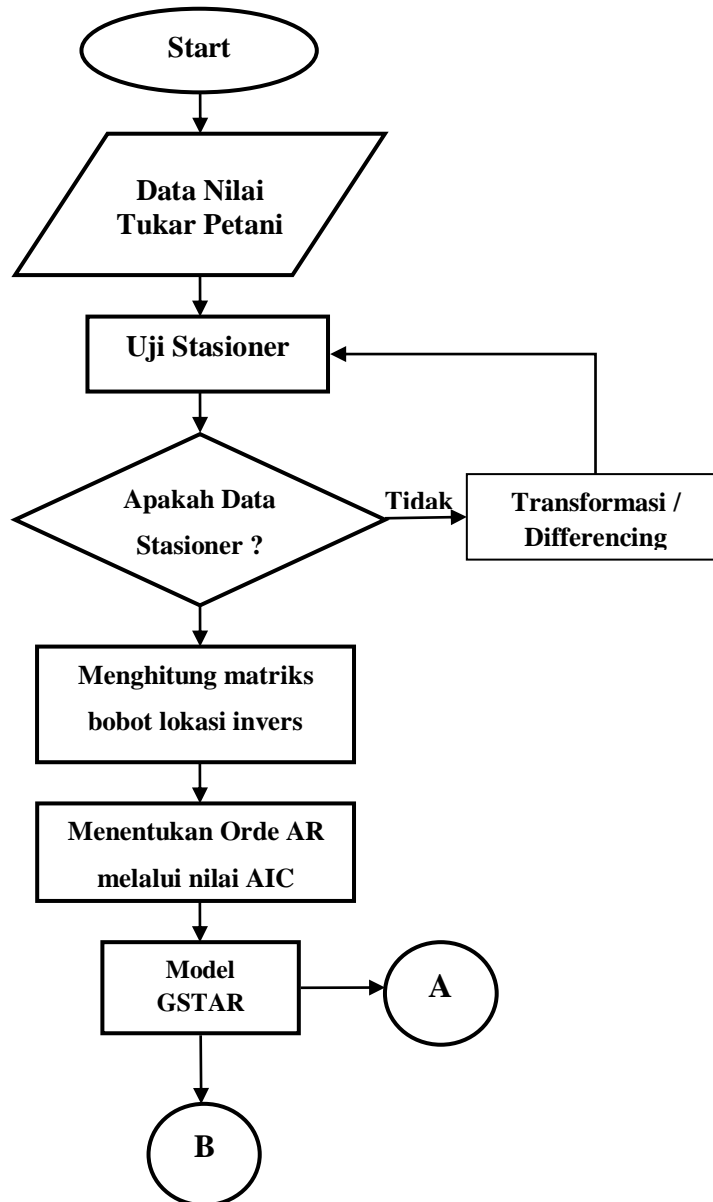 Start
Data Nilai
Tukar Petani
Uji Stasioner
Apakah Data
Stasioner ?
Tidak
Transformasi /
Differencing
Menghitung matriks
bobot lokasi invers
Menentukan Orde AR
melalui nilai AIC
Model
GSTAR
A
B